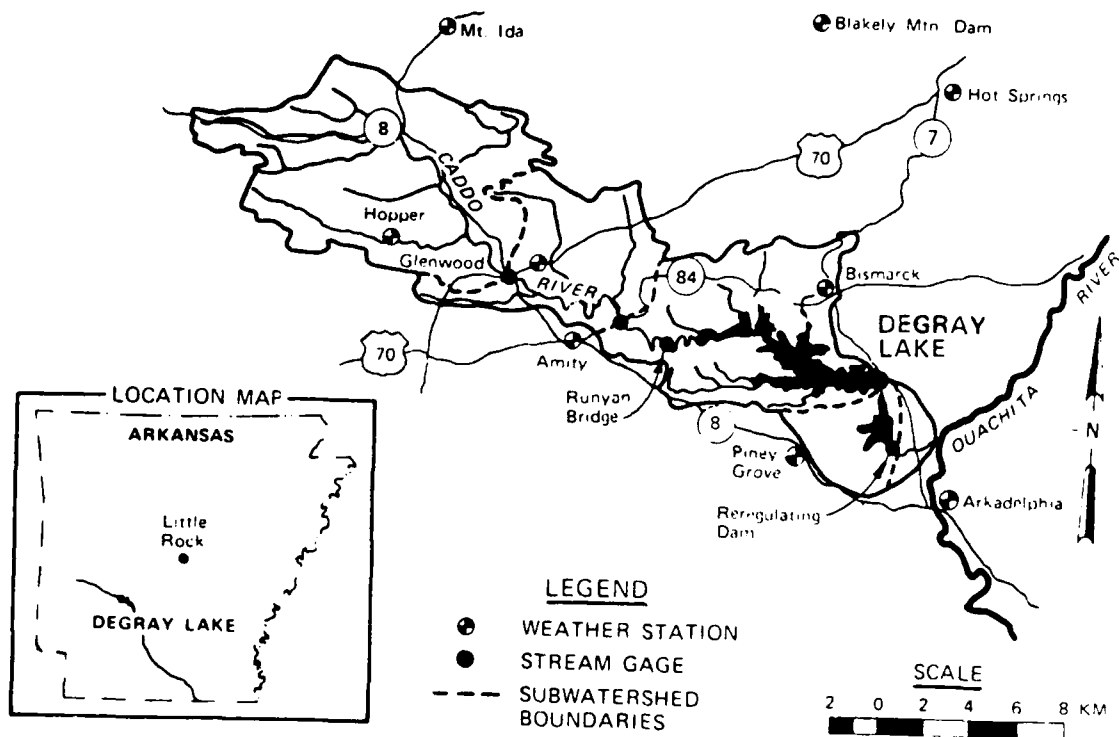 Mt. Ida
Blakely Mtn Dam
Hot Springs
8
7
70
CADDO
Hopper
Glenwood
RIVER
84
Bismarck
DEGRAY
LAKE
RIVER
70
Amity
Runyan
Bridge
8
OUACHITA
N
Piney
Grove
Reregulating
Dam
Arkadelphia
LOCATION MAP
ARKANSAS
Little
Rock
DEGRAY LAKE
LEGEND
WEATHER STATION
STREAM GAGE
SUBWATERSHED
BOUNDARIES
SCALE
2 0 2 4 6 8 KM